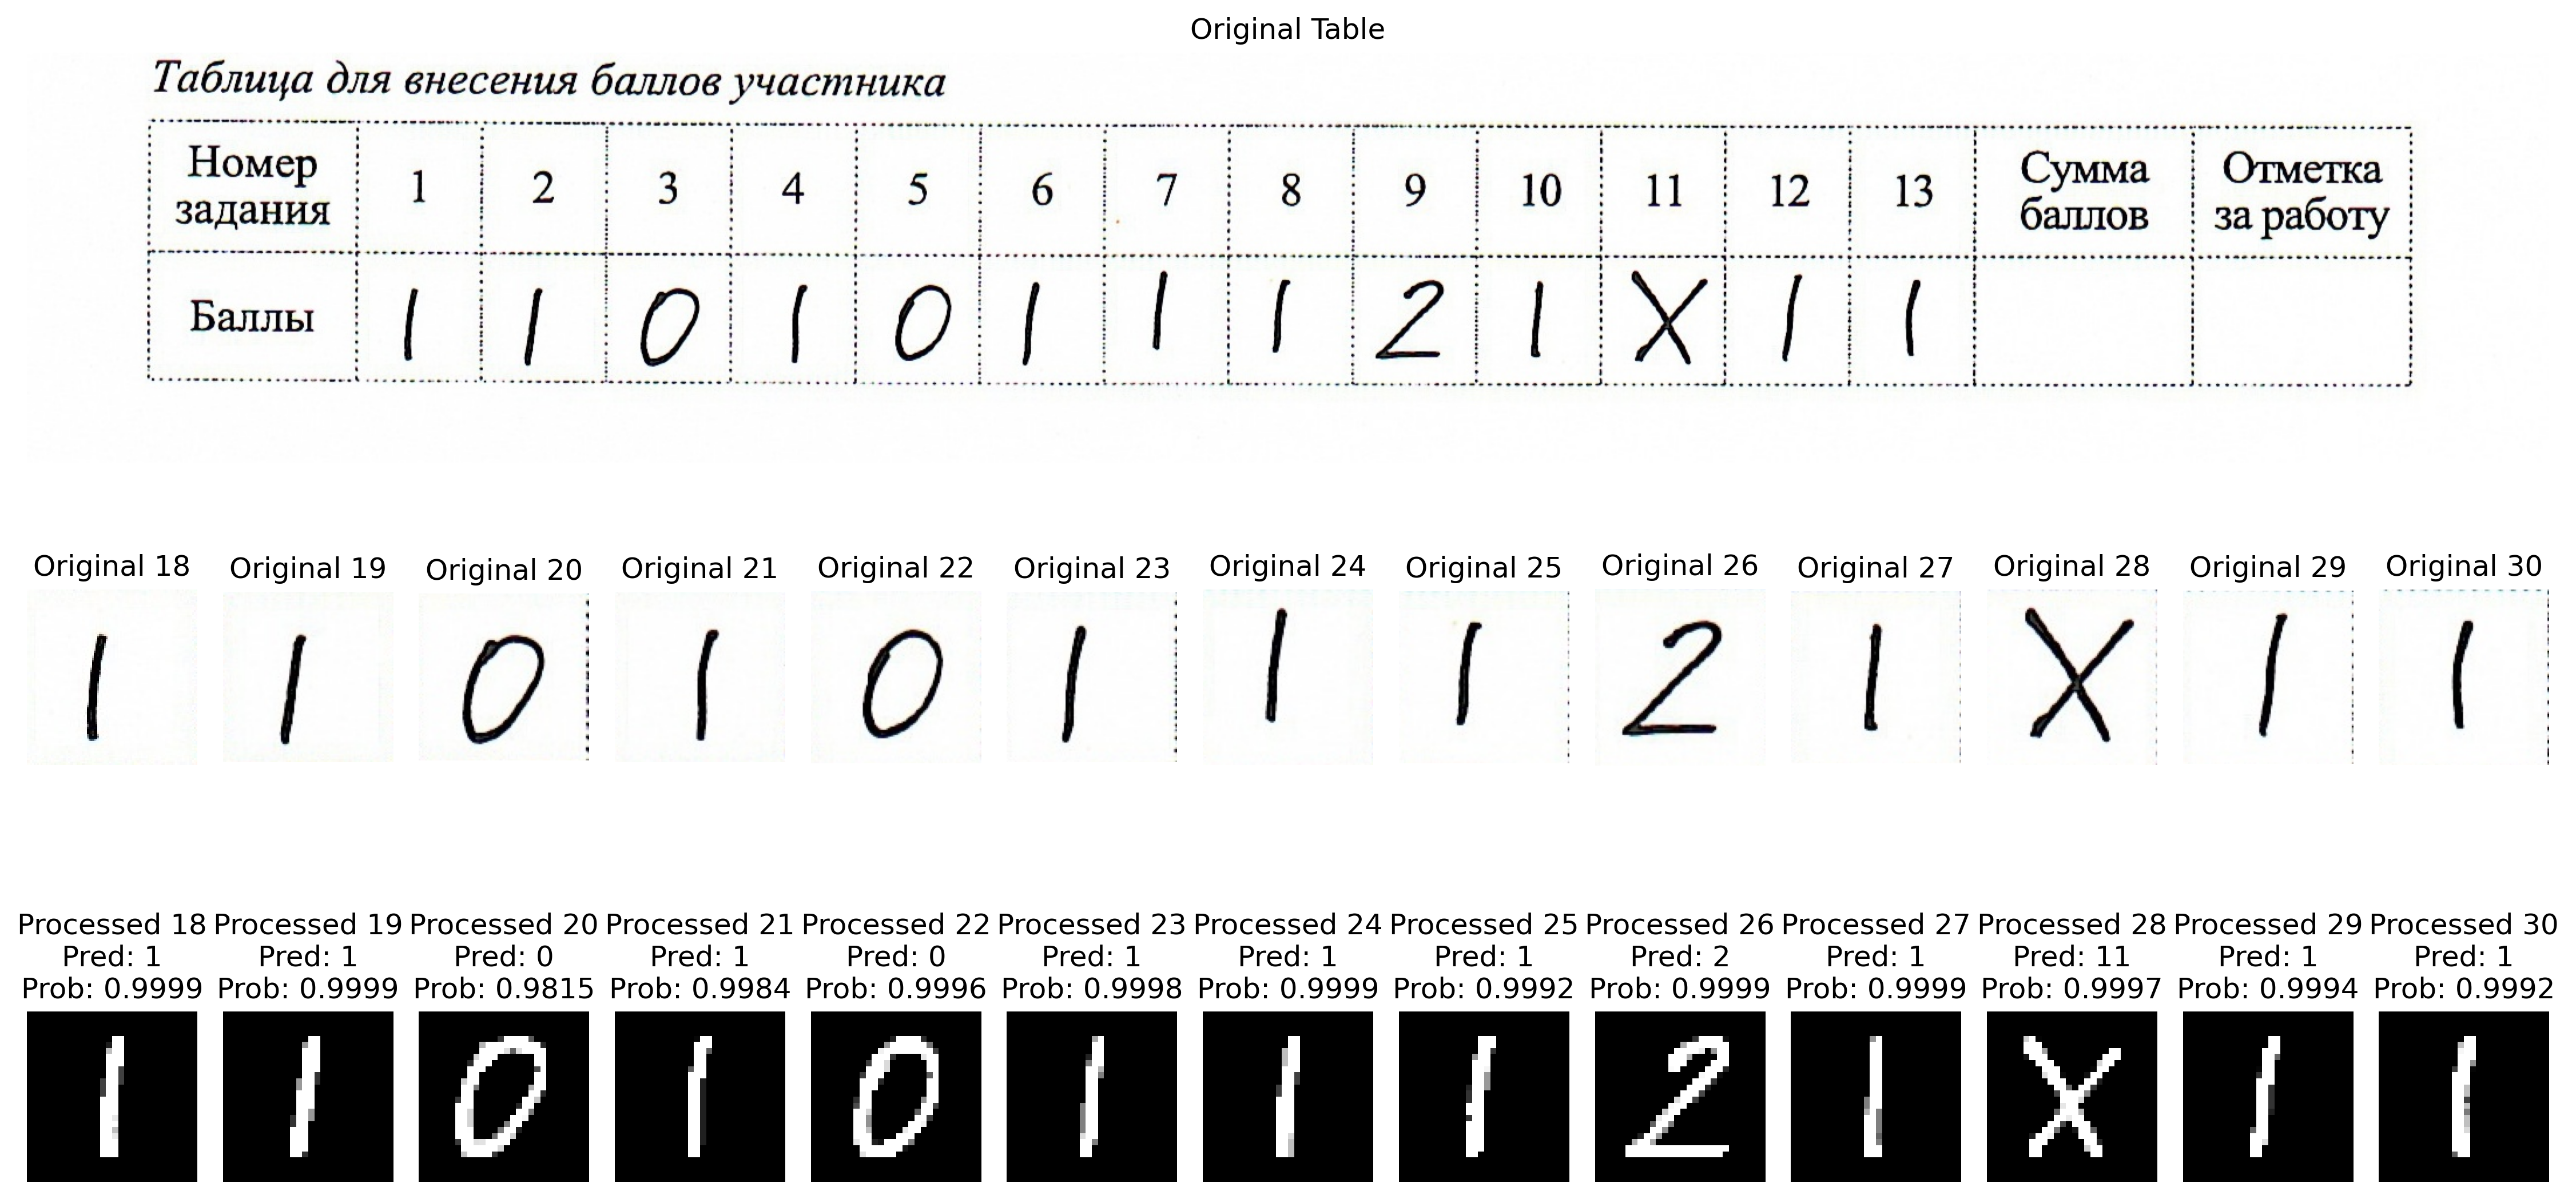 Original Table
Таблица для внесения баллов участника
Номер задания 1 2 3 4 5 6 7 8 9 10 11 12 13 Сумма баллов Отметка за работу
Баллы 1 1 0 1 0 1 1 1 2 1 X 1 1
Original 18 Original 19 Original 20 Original 21 Original 22 Original 23 Original 24 Original 25 Original 26 Original 27 Original 28 Original 29 Original 30
1 1 0 1 0 1 1 1 2 1 X 1 1
Processed 18 Processed 19 Processed 20 Processed 21 Processed 22 Processed 23 Processed 24 Processed 25 Processed 26 Processed 27 Processed 28 Processed 29 Processed 30
Pred: 1 Pred: 1 Pred: 0 Pred: 1 Pred: 0 Pred: 1 Pred: 1 Pred: 1 Pred: 2 Pred: 1 Pred: 11 Pred: 1 Pred: 1
Prob: 0.9999 Prob: 0.9999 Prob: 0.9815 Prob: 0.9984 Prob: 0.9996 Prob: 0.9998 Prob: 0.9999 Prob: 0.9992 Prob: 0.9999 Prob: 0.9999 Prob: 0.9997 Prob: 0.9994 Prob: 0.9992
1 1 0 1 0 1 1 1 2 1 X 1 1